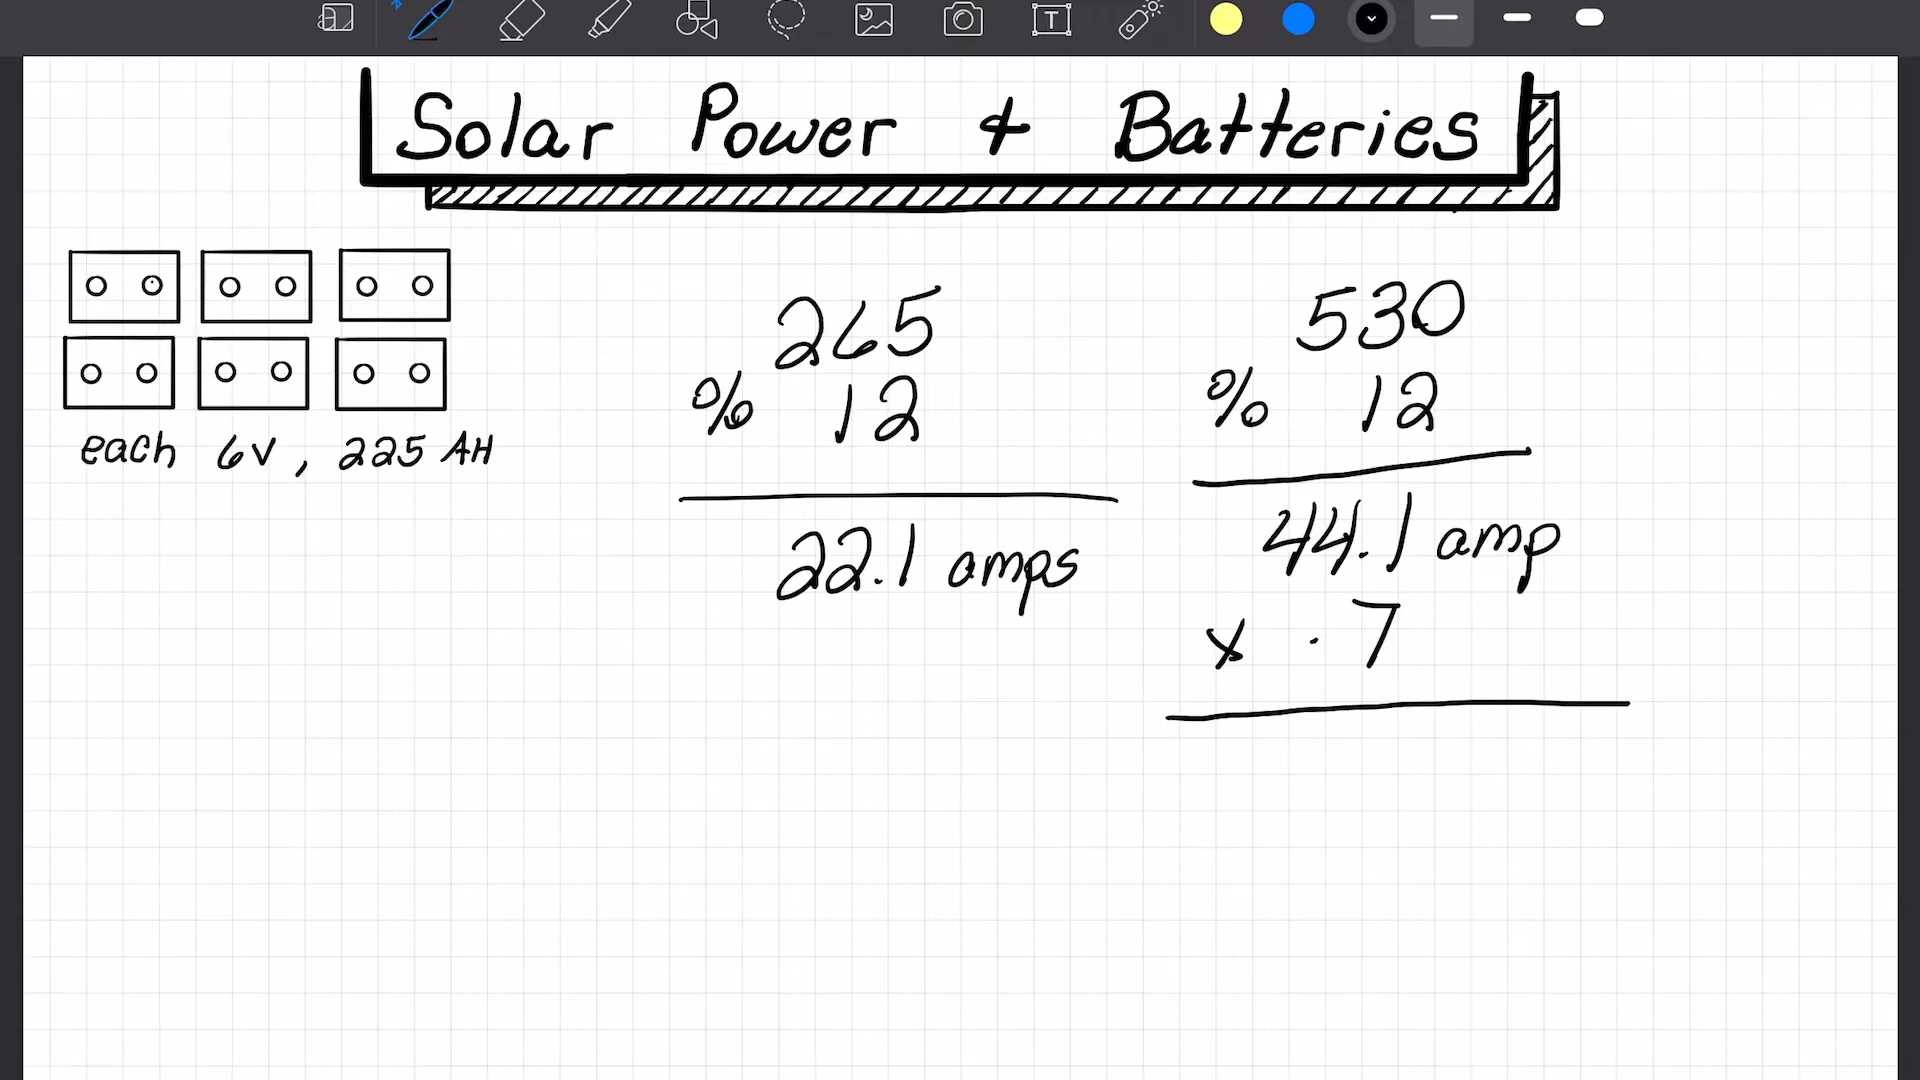 Solar Power + Batteries
each 6V, 225 AH
265
% 12
22.1 amps
530
% 12
44.1 amp
x .7